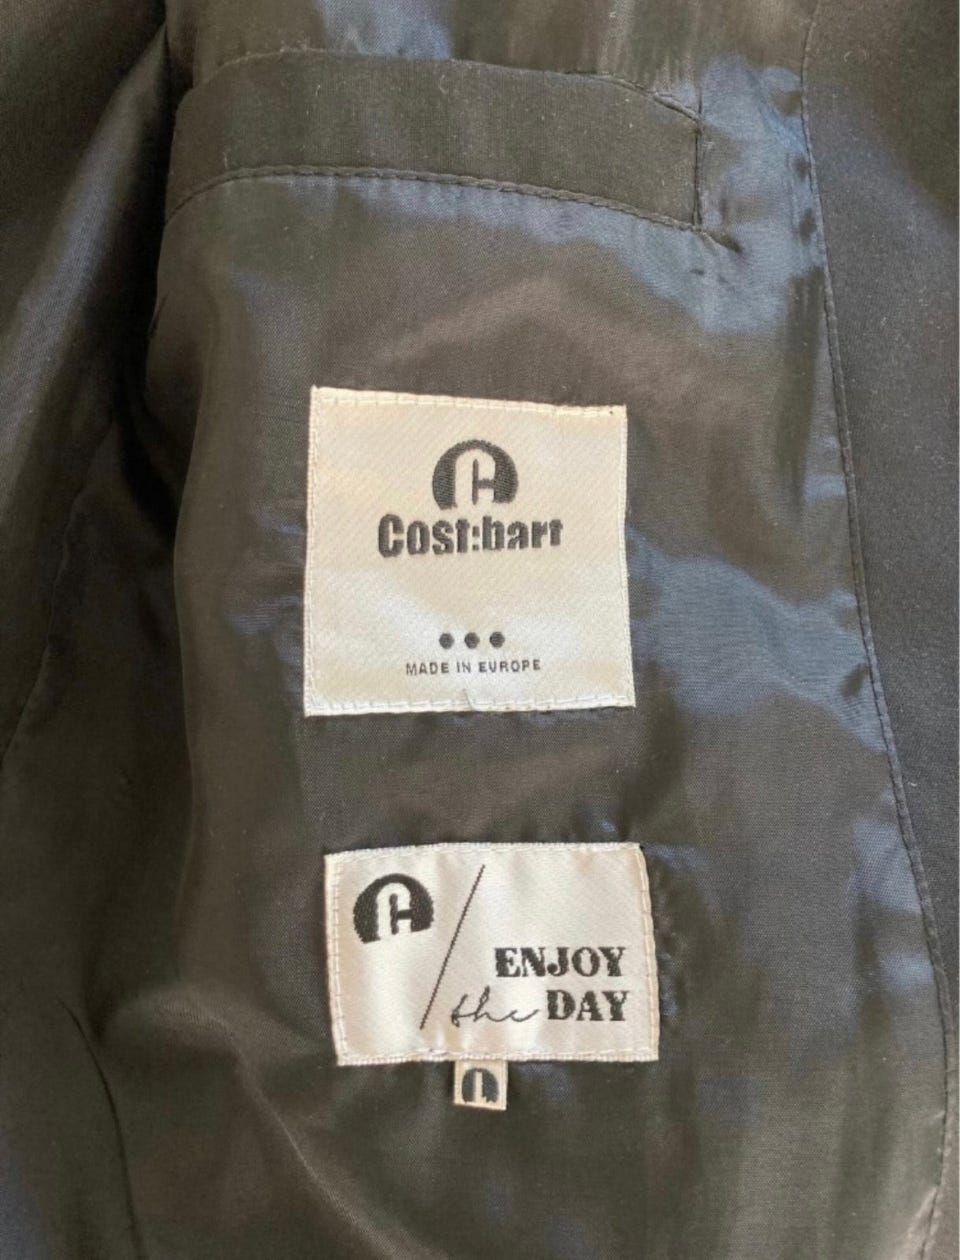 Cost:bart
MADE IN EUROPE
ENJOY
the DAY
L